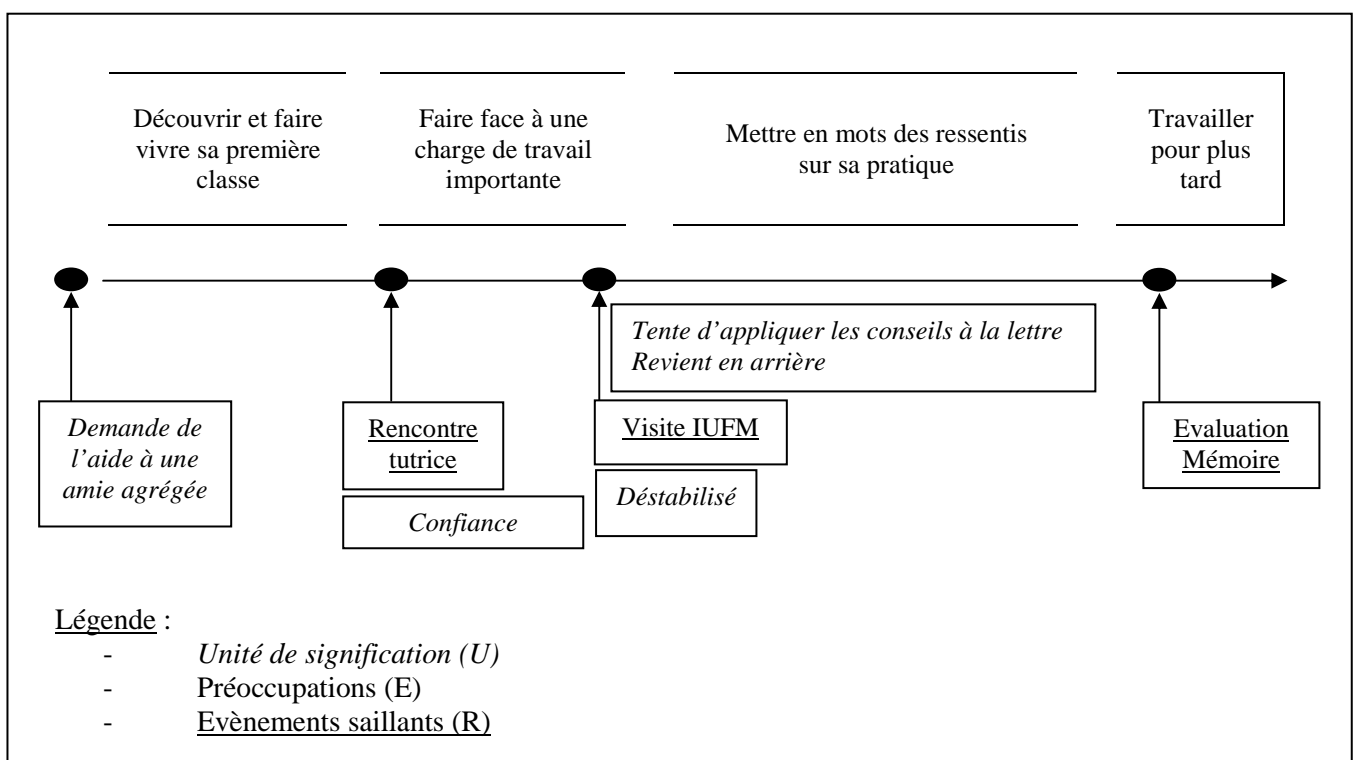 Découvrir et faire
vivre sa première
classe
Faire face à une
charge de travail
importante
Mettre en mots des ressentis
sur sa pratique
Travailler
pour plus
tard
Tente d’appliquer les conseils à la lettre
Revient en arrière
Demande de
l’aide à une
amie agrégée
Rencontre
tutrice
Confiance
Visite IUFM
Déstabilisé
Evaluation
Mémoire
Légende :
- Unité de signification (U)
- Préoccupations (E)
- Evènements saillants (R)